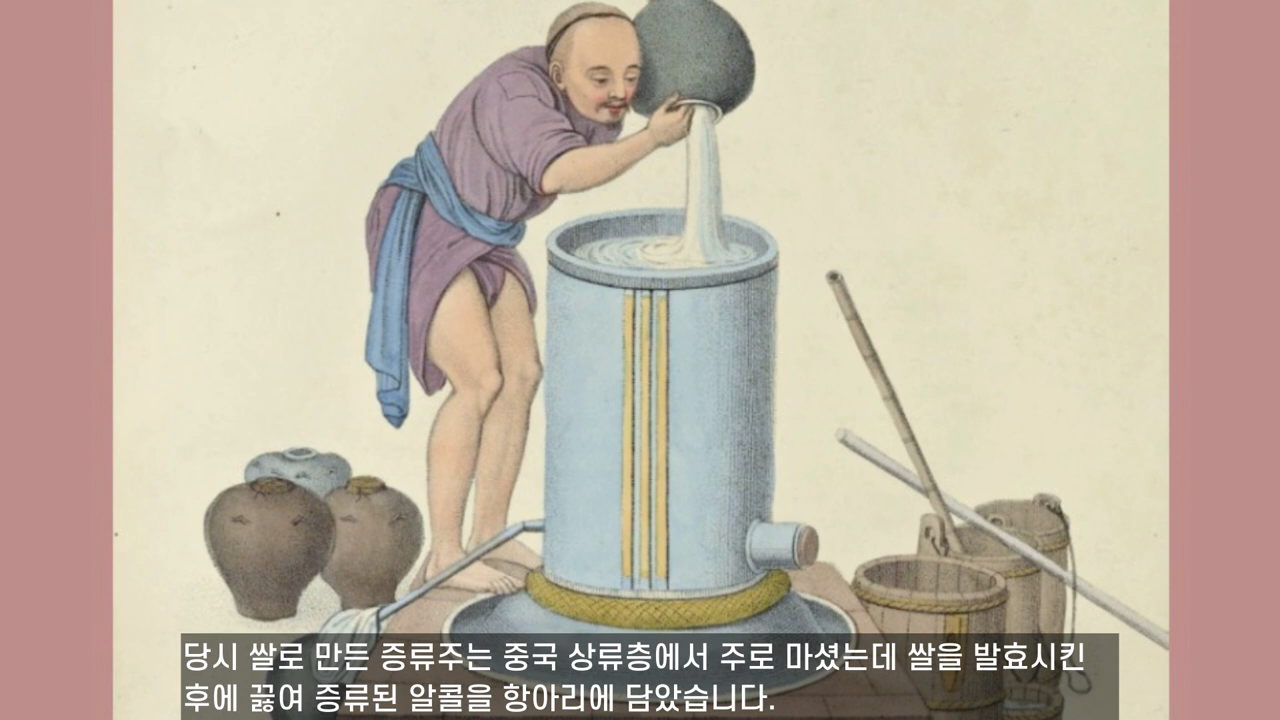 당시 쌀로 만든 증류주는 중국 상류층에서 주로 마셨는데 쌀을 발효시킨
후에 끓여 증류된 알콜을 항아리에 담았습니다.